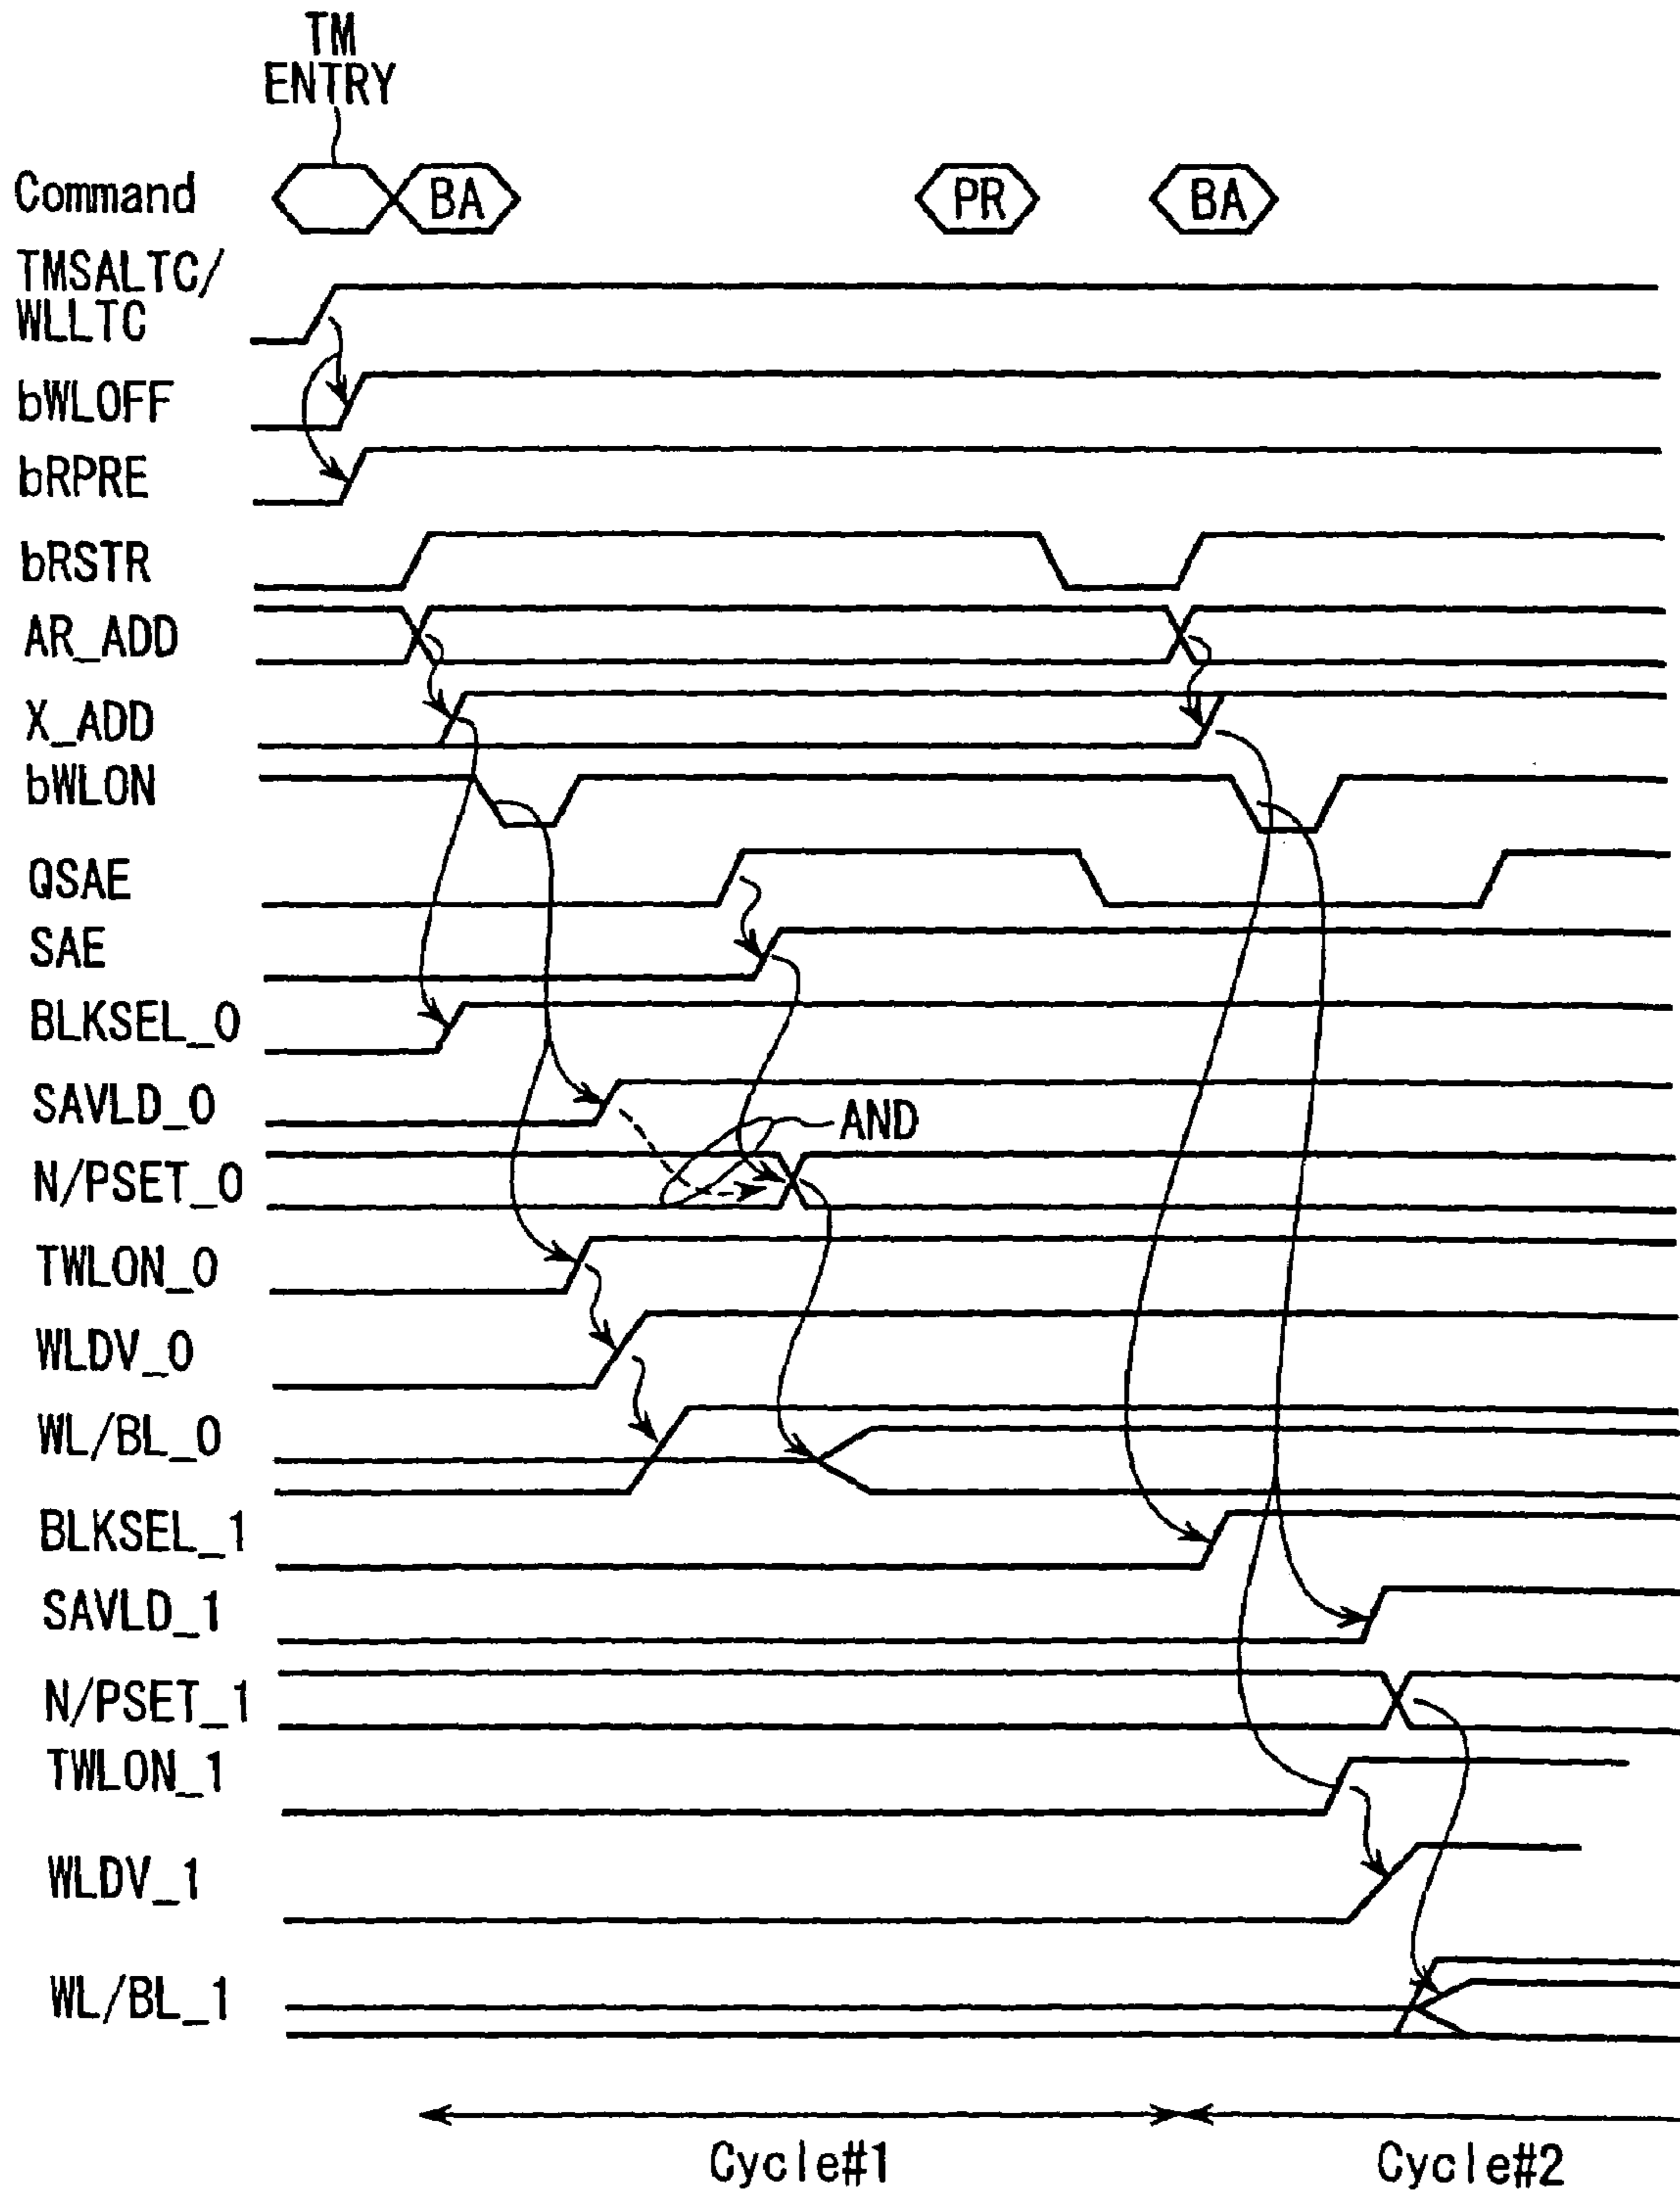 TM
ENTRY
Command BA PR BA
TMSALTC/
WLLTC
bWLOFF
bRPRE
bRSTR
AR_ADD
X_ADD
bWLON
QSAE
SAE
BLKSEL_0
SAVLD_0
AND
N/PSET_0
TWLON_0
WLDV_0
WL/BL_0
BLKSEL_1
SAVLD_1
N/PSET_1
TWLON_1
WLDV_1
WL/BL_1
Cycle#1 Cycle#2